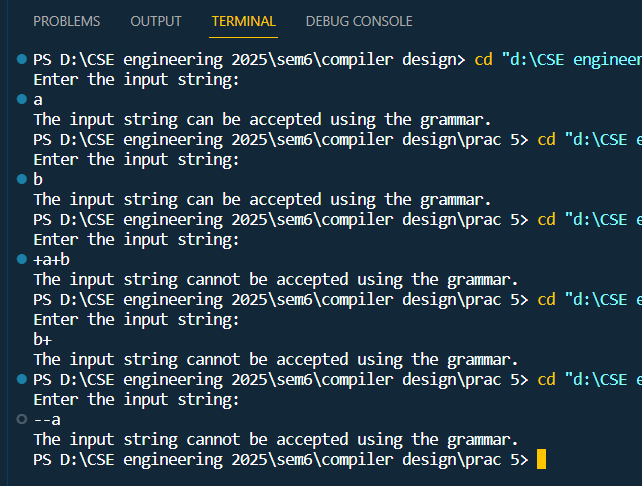 PROBLEMS OUTPUT TERMINAL DEBUG CONSOLE
PS D:\CSE engineering 2025\sem6\compiler design> cd "d:\CSE engineer
Enter the input string:
a
The input string can be accepted using the grammar.
PS D:\CSE engineering 2025\sem6\compiler design\prac 5> cd "d:\CSE e
Enter the input string:
b
The input string can be accepted using the grammar.
PS D:\CSE engineering 2025\sem6\compiler design\prac 5> cd "d:\CSE e
Enter the input string:
+a+b
The input string cannot be accepted using the grammar.
PS D:\CSE engineering 2025\sem6\compiler design\prac 5> cd "d:\CSE e
Enter the input string:
b+
The input string cannot be accepted using the grammar.
PS D:\CSE engineering 2025\sem6\compiler design\prac 5> cd "d:\CSE e
Enter the input string:
--a
The input string cannot be accepted using the grammar.
PS D:\CSE engineering 2025\sem6\compiler design\prac 5>